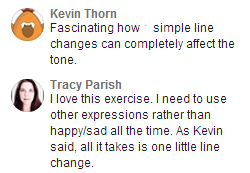 Kevin Thorn
Fascinating how simple line
changes can completely affect the
tone.
Tracy Parish
I love this exercise. I need to use
other expressions rather than
happy/sad all the time. As Kevin
said, all it takes is one little line
change.